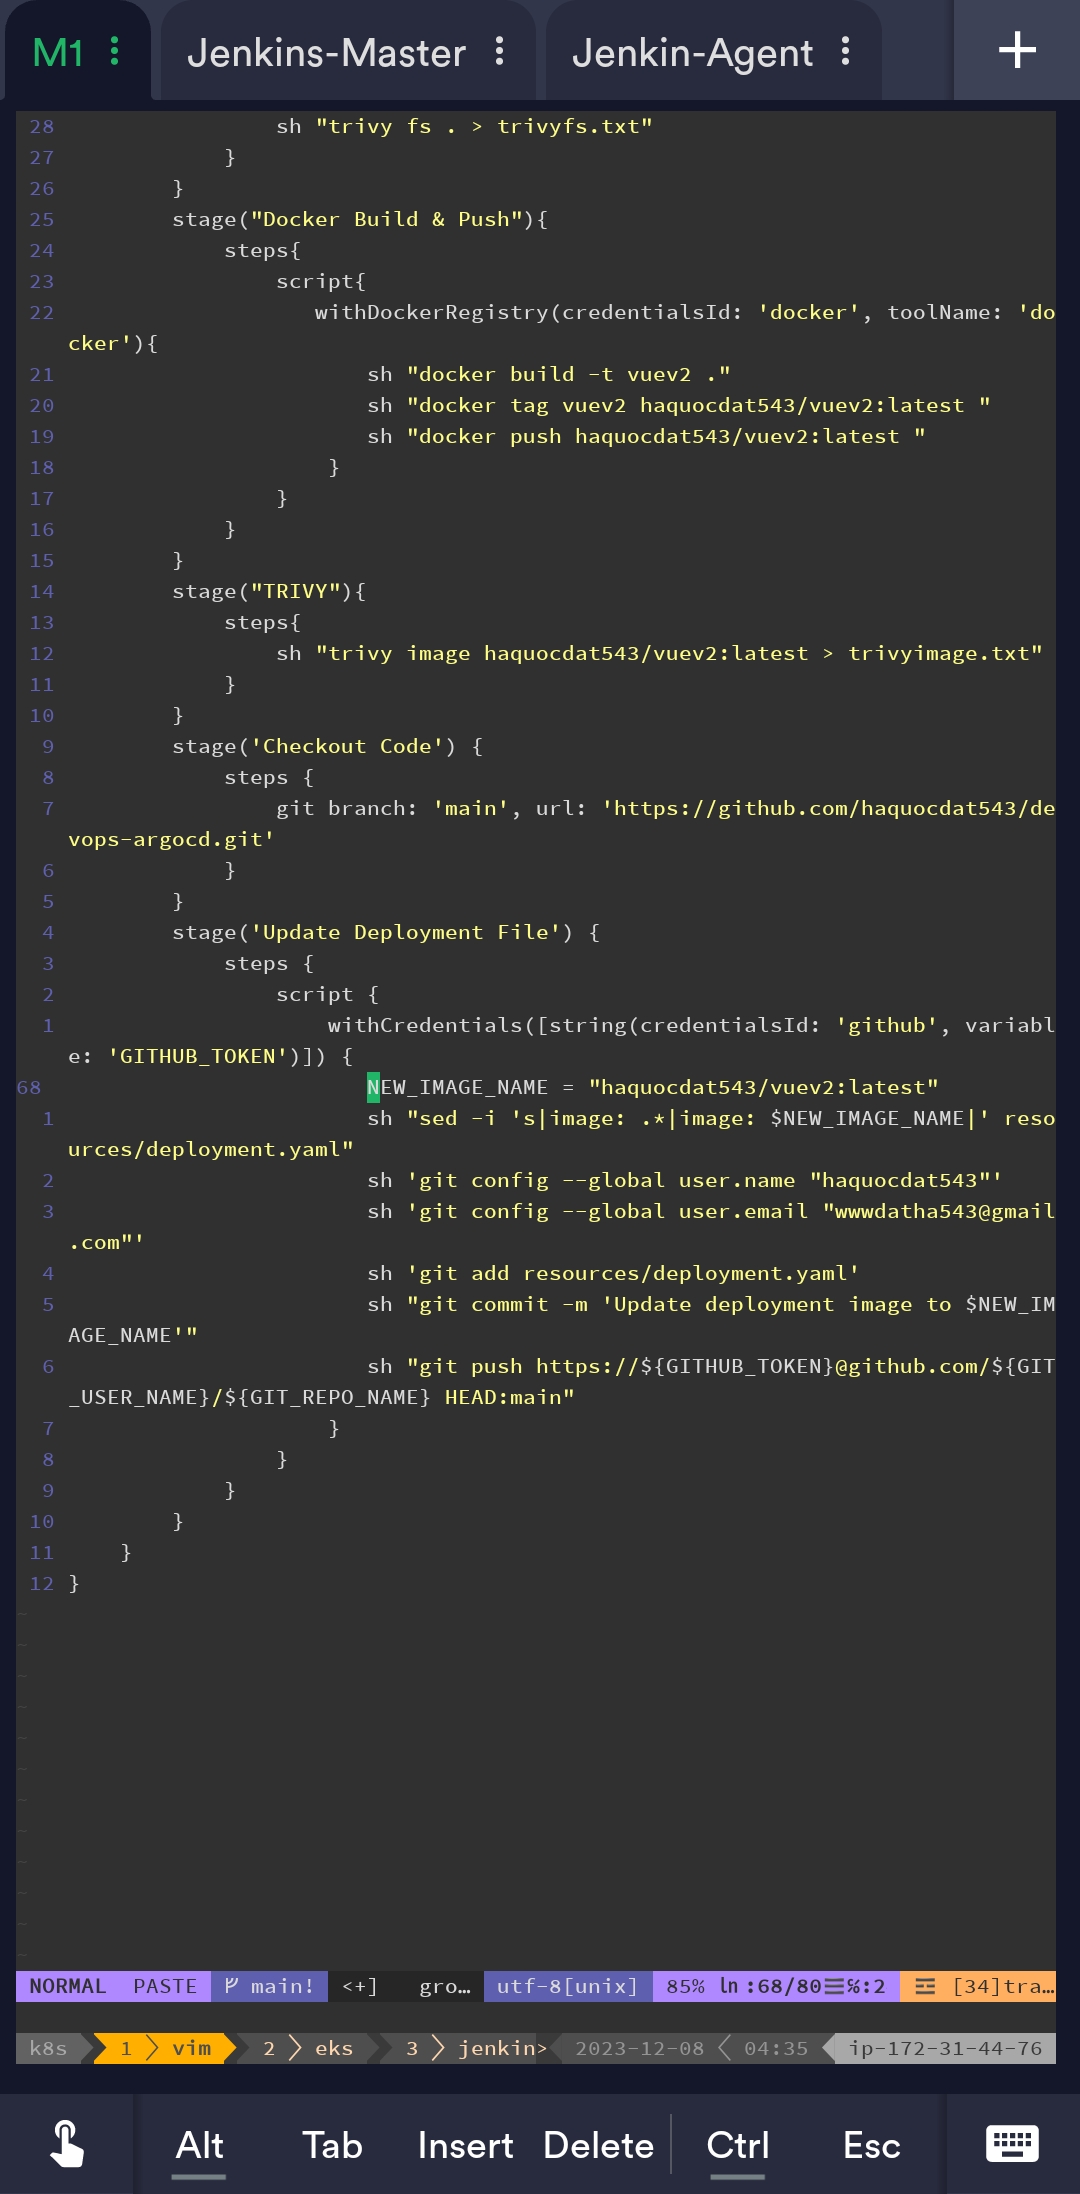 M1 Jenkins-Master Jenkin-Agent +
28 sh "trivy fs . > trivyfs.txt"
27 }
26 }
25 stage("Docker Build & Push"){
24 steps{
23 script{
22 withDockerRegistry(credentialsId: 'docker', toolName: 'do
cker'){
21 sh "docker build -t vuev2 ."
20 sh "docker tag vuev2 haquocdat543/vuev2:latest "
19 sh "docker push haquocdat543/vuev2:latest "
18 }
17 }
16 }
15 }
14 stage("TRIVY"){
13 steps{
12 sh "trivy image haquocdat543/vuev2:latest > trivyimage.txt"
11 }
10 }
9 stage('Checkout Code') {
8 steps {
7 git branch: 'main', url: 'https://github.com/haquocdat543/de
vops-argocd.git'
6 }
5 }
4 stage('Update Deployment File') {
3 steps {
2 script {
1 withCredentials([string(credentialsId: 'github', variabl
e: 'GITHUB_TOKEN')]) {
68 NEW_IMAGE_NAME = "haquocdat543/vuev2:latest"
1 sh "sed -i 's|image: .*|image: $NEW_IMAGE_NAME|' reso
urces/deployment.yaml"
2 sh 'git config --global user.name "haquocdat543"'
3 sh 'git config --global user.email "wwwdatha543@gmail
.com"'
4 sh 'git add resources/deployment.yaml'
5 sh "git commit -m 'Update deployment image to $NEW_IM
AGE_NAME'"
6 sh "git push https://${GITHUB_TOKEN}@github.com/${GIT
_USER_NAME}/${GIT_REPO_NAME} HEAD:main"
7 }
8 }
9 }
10 }
11 }
12 }
~
~
~
~
~
~
~
~
~
~
~
~
NORMAL PASTE main! <+] gro… utf-8[unix] 85% ln :68/80☰℅:2 [34]tra…
k8s 1 vim 2 eks 3 jenkin> 2023-12-08 04:35 ip-172-31-44-76
Alt Tab Insert Delete Ctrl Esc